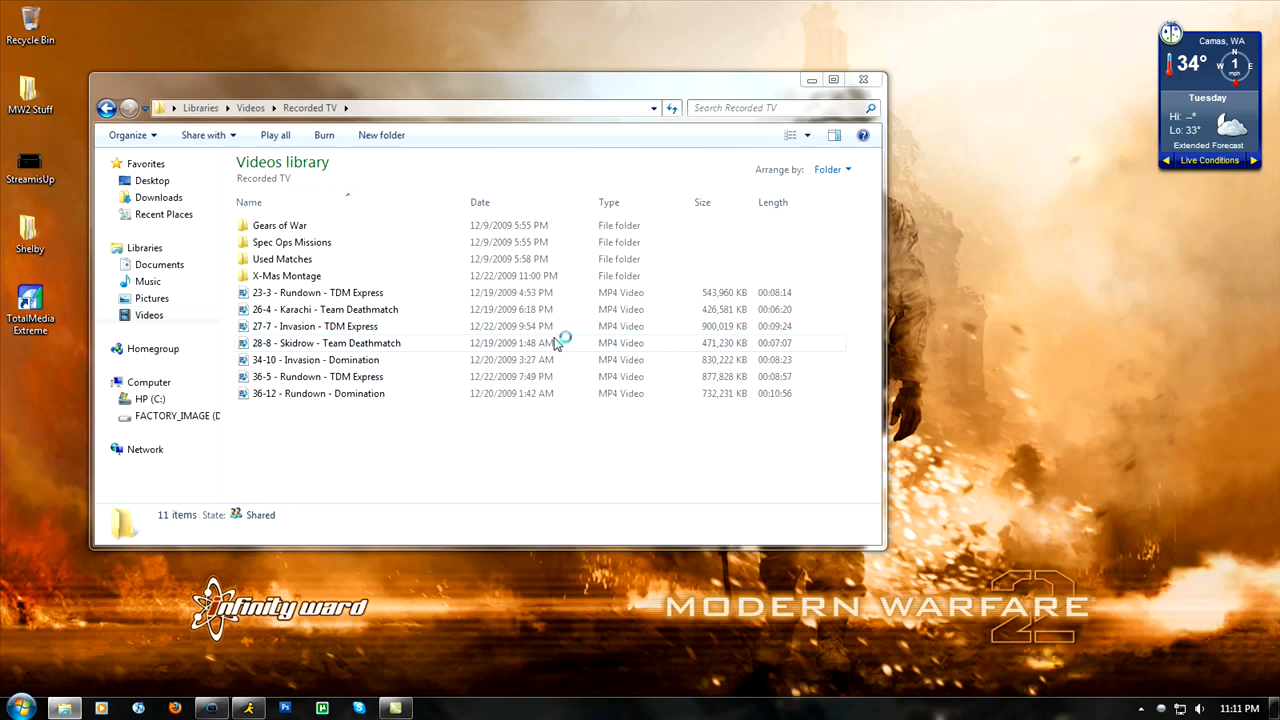 Recycle Bin
MW2 Stuff
StreamisUp
Shelby
TotalMedia
Extreme
Libraries Videos Recorded TV
Search Recorded TV
Organize Share with Play all Burn New folder
Favorites
Desktop
Downloads
Recent Places
Libraries
Documents
Music
Pictures
Videos
Homegroup
Computer
HP (C:)
FACTORY_IMAGE (D
Network
Videos library
Recorded TV
Arrange by: Folder
Name Date Type Size Length
Gears of War 12/9/2009 5:55 PM File folder
Spec Ops Missions 12/9/2009 5:55 PM File folder
Used Matches 12/9/2009 5:58 PM File folder
X-Mas Montage 12/22/2009 11:00 PM File folder
23-3 - Rundown - TDM Express 12/19/2009 4:53 PM MP4 Video 543,960 KB 00:08:14
26-4 - Karachi - Team Deathmatch 12/19/2009 6:18 PM MP4 Video 426,581 KB 00:06:20
27-7 - Invasion - TDM Express 12/22/2009 9:54 PM MP4 Video 900,019 KB 00:09:24
28-8 - Skidrow - Team Deathmatch 12/19/2009 1:48 AM MP4 Video 471,230 KB 00:07:07
34-10 - Invasion - Domination 12/20/2009 3:27 AM MP4 Video 830,222 KB 00:08:23
36-5 - Rundown - TDM Express 12/22/2009 7:49 PM MP4 Video 877,828 KB 00:08:57
36-12 - Rundown - Domination 12/20/2009 1:42 AM MP4 Video 732,231 KB 00:10:56
11 items State: Shared
Camas, WA
34°
N
W 1 E
mph
Tuesday
Hi: --°
Lo: 33°
Extended Forecast
Live Conditions
infinity ward
MODERN WARFARE
2
Ps
11:11 PM